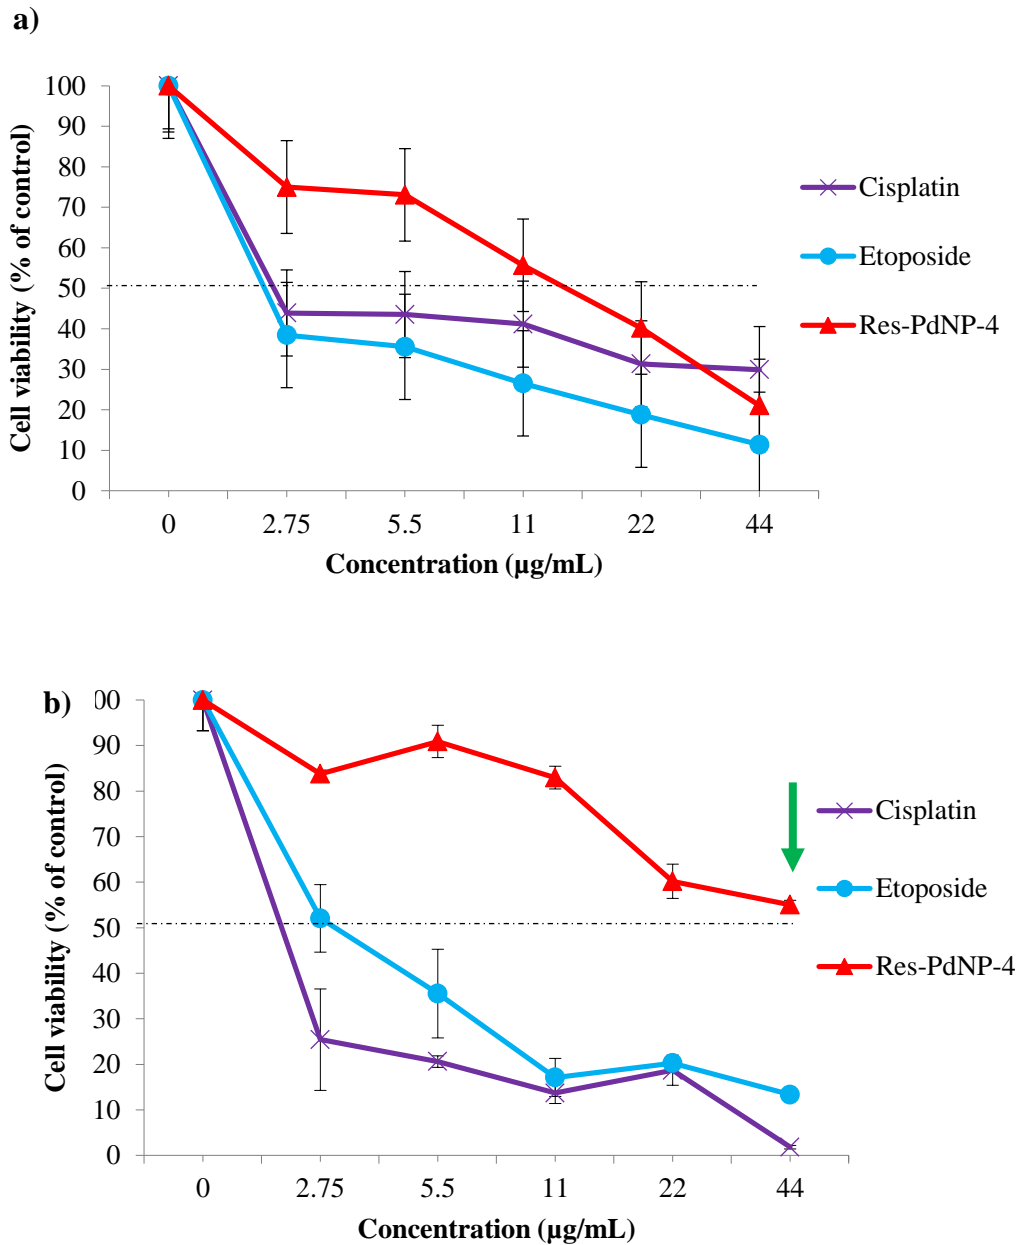 a)
Cell viability (% of control)
100
90
80
70
60
50
40
30
20
10
0
0 2.75 5.5 11 22 44
Concentration (µg/mL)
Cisplatin
Etoposide
Res-PdNP-4
b)
00
90
80
70
60
50
40
30
20
10
0
Cell viability (% of control)
0 2.75 5.5 11 22 44
Concentration (µg/mL)
Cisplatin
Etoposide
Res-PdNP-4